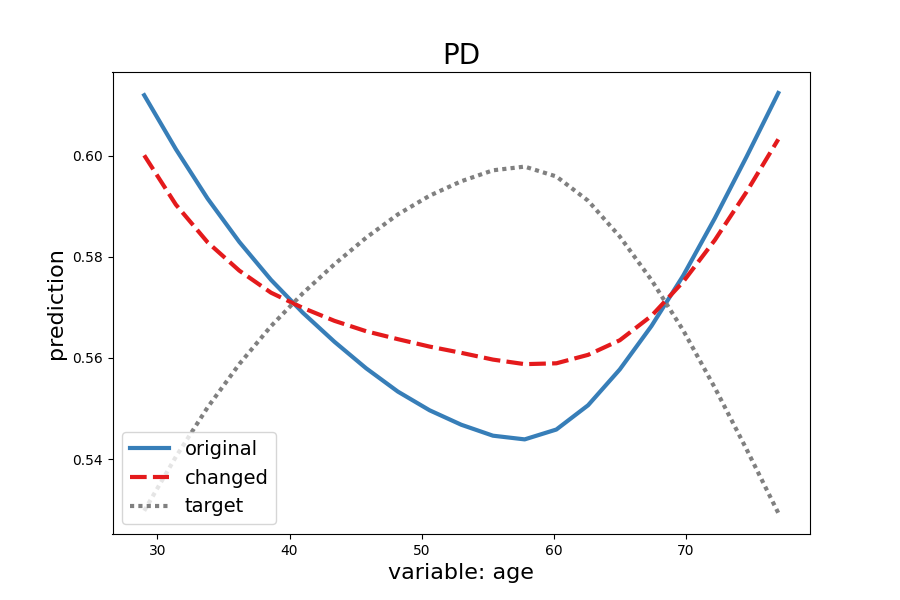 PD
prediction
0.60
0.58
0.56
0.54
original
changed
target
30 40 50 60 70
variable: age